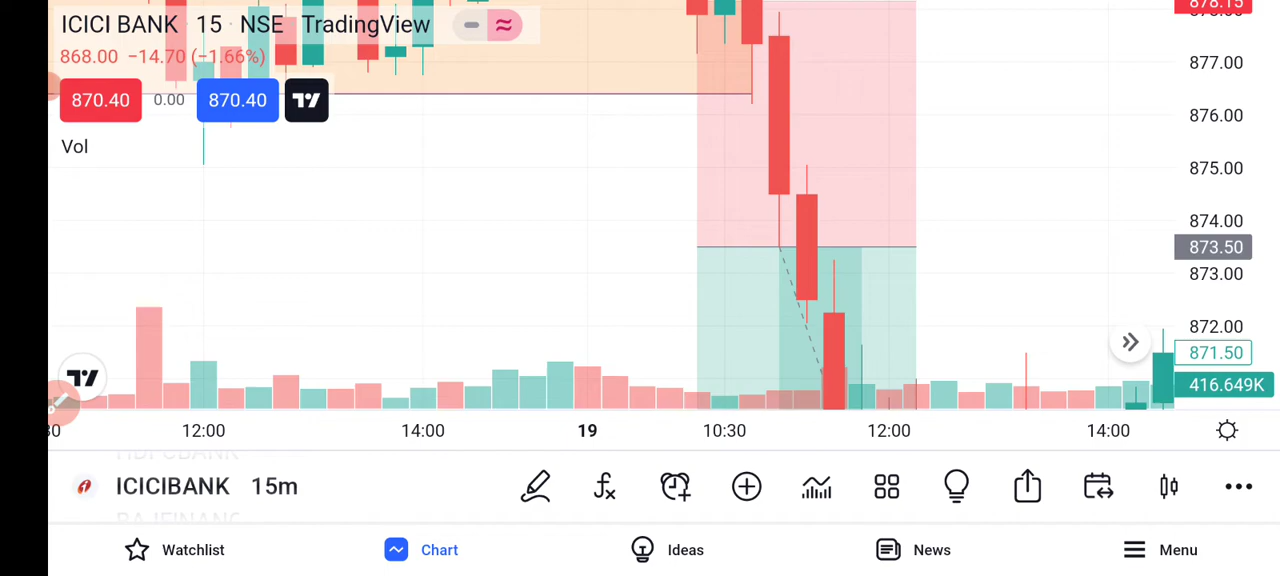 ICICI BANK · 15 · NSE TradingView
878.15
868.00 −14.70 (−1.66%)
877.00
870.40 0.00 870.40
876.00
Vol
875.00
874.00
873.50
873.00
872.00
871.50
416.649K
12:00 14:00 19 10:30 12:00 14:00
ICICIBANK 15m
Watchlist Chart Ideas News Menu